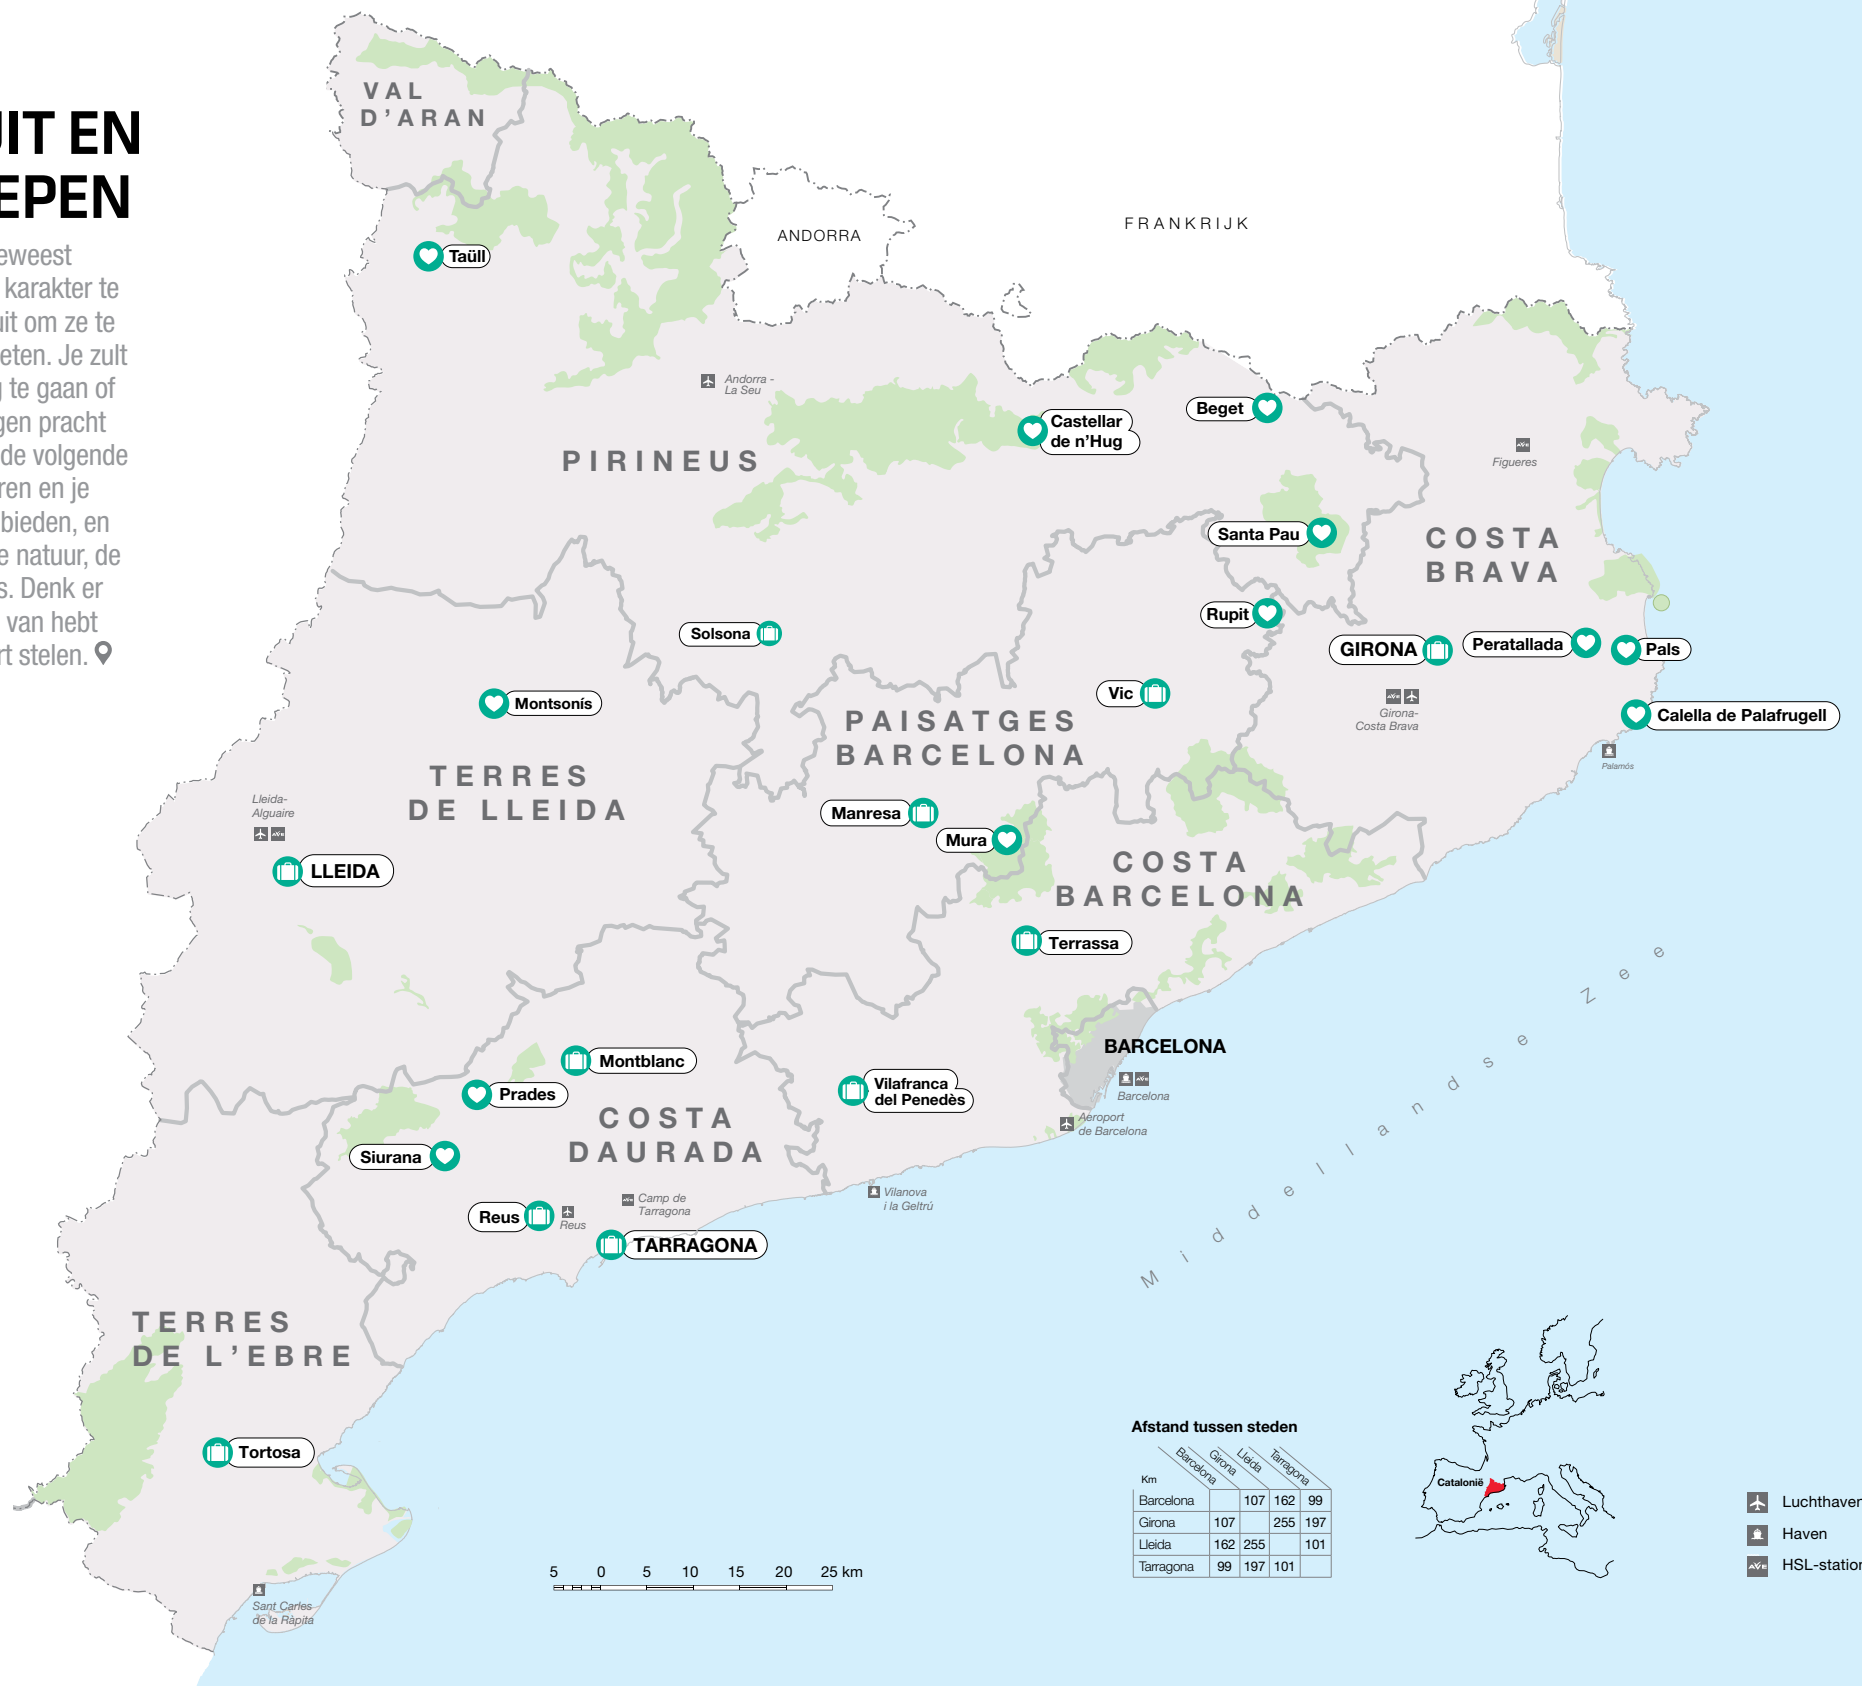 UIT EN
EPEN
eweest
karakter te
uit om ze te
eten. Je zult
g te gaan of
gen pracht
de volgende
ren en je
bieden, en
e natuur, de
s. Denk er
van hebt
rt stelen.
VAL
D'ARAN
Taüll
ANDORRA
FRANKRIJK
Andorra -
La Seu
PIRINEUS
Castellar
de n'Hug
Beget
Figueres
Santa Pau
COSTA
BRAVA
Solsona
Rupit
GIRONA
Peratallada
Pals
Montsonís
Vic
Girona-
Costa Brava
Calella de Palafrugell
Palamós
PAISATGES
BARCELONA
TERRES
DE LLEIDA
Lleida-
Alguaire
LLEIDA
Manresa
Mura
COSTA
BARCELONA
Terrassa
Middellandse Zee
BARCELONA
Barcelona
Aeroport
de Barcelona
Montblanc
Prades
Vilafranca
del Penedès
COSTA
DAURADA
Siurana
Reus
Reus
Camp de
Tarragona
Vilanova
i la Geltrú
TARRAGONA
TERRES
DE L'EBRE
Tortosa
Sant Carles
de la Ràpita
5 0 5 10 15 20 25 km
Afstand tussen steden
Km Barcelona Girona Lleida Tarragona
Barcelona 107 162 99
Girona 107 255 197
Lleida 162 255 101
Tarragona 99 197 101
Catalonië
Luchthaven
Haven
HSL-station